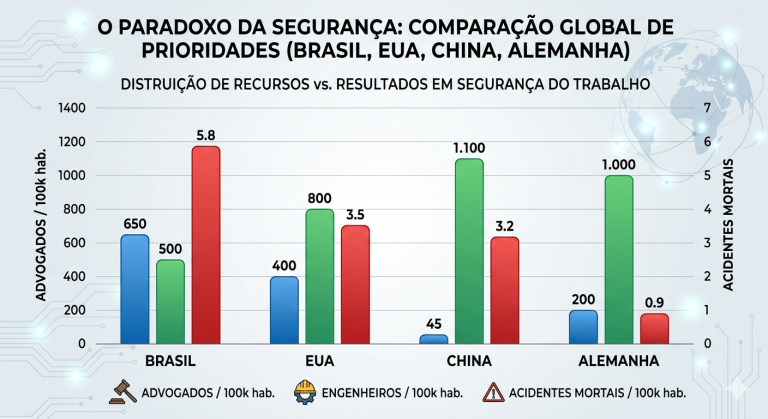 O PARADOXO DA SEGURANÇA: COMPARAÇÃO GLOBAL DE
PRIORIDADES (BRASIL, EUA, CHINA, ALEMANHA)
DISTRUIÇÃO DE RECURSOS vs. RESULTADOS EM SEGURANÇA DO TRABALHO
ADVOGADOS / 100k hab.
1400
1200
1000
800
600
400
200
0
650
500
5.8
400
800
3.5
45
1.100
3.2
200
1.000
0.9
7
6
5
4
3
2
1
0
ACIDENTES MORTAIS
BRASIL
EUA
CHINA
ALEMANHA
ADVOGADOS / 100k hab.
ENGENHEIROS / 100k hab.
ACIDENTES MORTAIS / 100k hab.